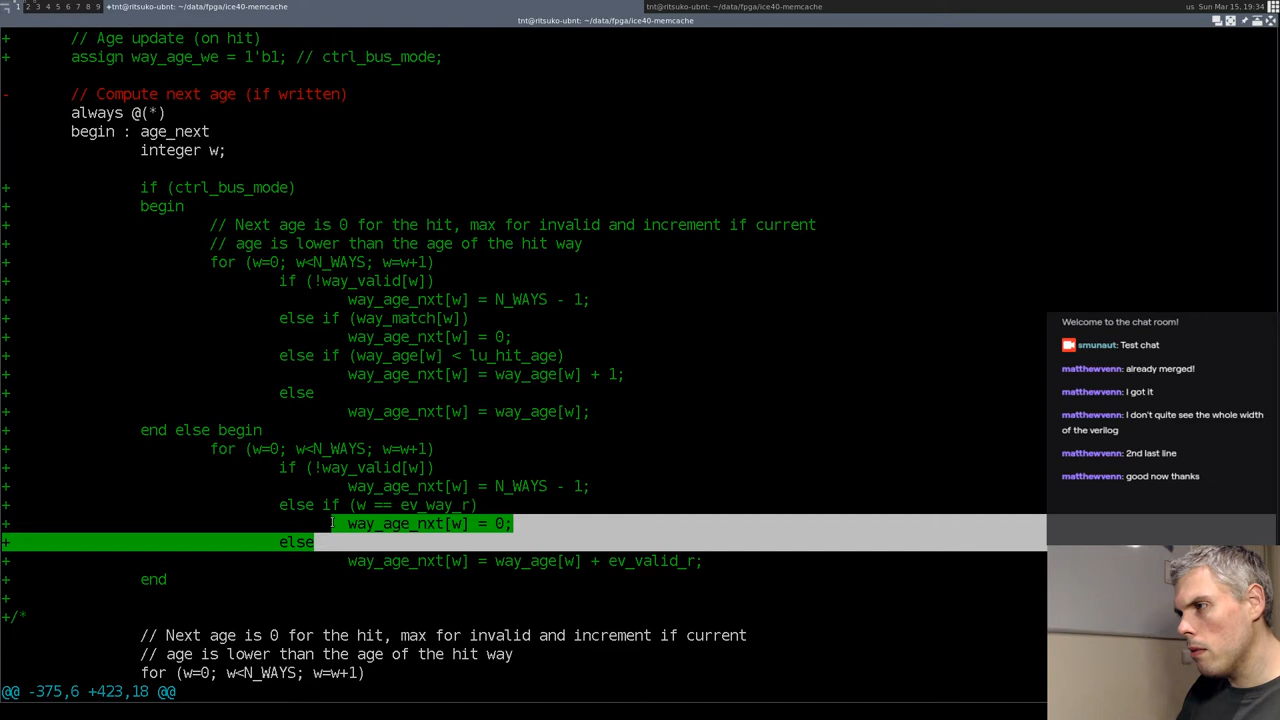 1 2 3 4 5 6 7 8 9 +tnt@ritsuko-ubnt: ~/data/fpga/ice40-memcache
tnt@ritsuko-ubnt: ~/data/fpga/ice40-memcache
us Sun Mar 15, 19:34
tnt@ritsuko-ubnt: ~/data/fpga/ice40-memcache
+ // Age update (on hit)
+ assign way_age_we = 1'b1; // ctrl_bus_mode;
- // Compute next age (if written)
always @(*)
begin : age_next
integer w;
+ if (ctrl_bus_mode)
+ begin
+ // Next age is 0 for the hit, max for invalid and increment if current
+ // age is lower than the age of the hit way
+ for (w=0; w<N_WAYS; w=w+1)
+ if (!way_valid[w])
+ way_age_nxt[w] = N_WAYS - 1;
+ else if (way_match[w])
+ way_age_nxt[w] = 0;
+ else if (way_age[w] < lu_hit_age)
+ way_age_nxt[w] = way_age[w] + 1;
+ else
+ way_age_nxt[w] = way_age[w];
+ end else begin
+ for (w=0; w<N_WAYS; w=w+1)
+ if (!way_valid[w])
+ way_age_nxt[w] = N_WAYS - 1;
+ else if (w == ev_way_r)
+ way_age_nxt[w] = 0;
+ else
+ way_age_nxt[w] = way_age[w] + ev_valid_r;
+ end
+
+/*
// Next age is 0 for the hit, max for invalid and increment if current
// age is lower than the age of the hit way
for (w=0; w<N_WAYS; w=w+1)
@@ -375,6 +423,18 @@
Welcome to the chat room!
smunaut: Test chat
matthewvenn: already merged!
matthewvenn: I got it
matthewvenn: I don't quite see the whole width
of the verilog
matthewvenn: 2nd last line
matthewvenn: good now thanks